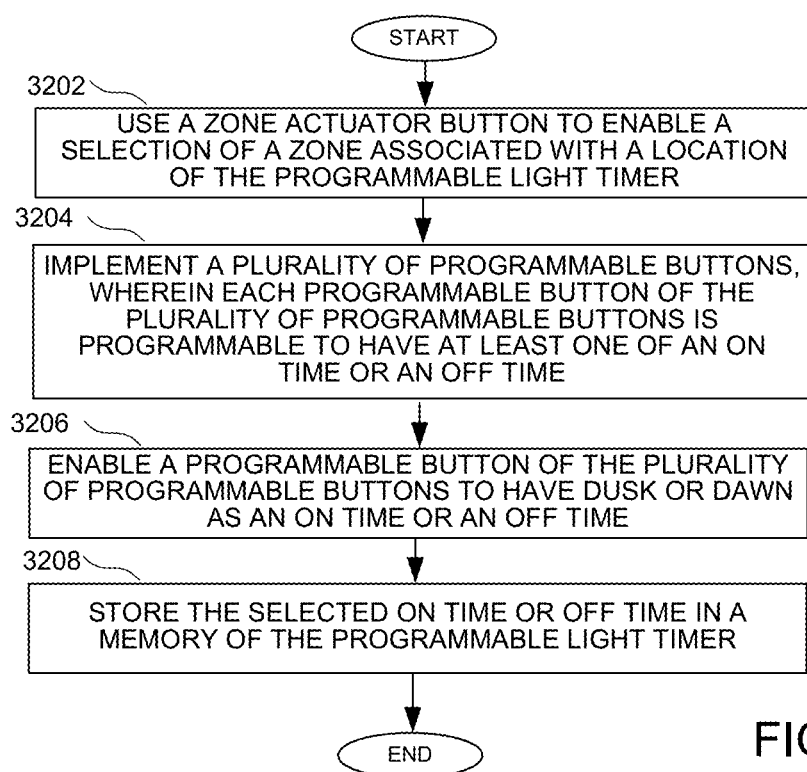 START
3202
USE A ZONE ACTUATOR BUTTON TO ENABLE A
SELECTION OF A ZONE ASSOCIATED WITH A LOCATION
OF THE PROGRAMMABLE LIGHT TIMER
3204
IMPLEMENT A PLURALITY OF PROGRAMMABLE BUTTONS,
WHEREIN EACH PROGRAMMABLE BUTTON OF THE
PLURALITY OF PROGRAMMABLE BUTTONS IS
PROGRAMMABLE TO HAVE AT LEAST ONE OF AN ON
TIME OR AN OFF TIME
3206
ENABLE A PROGRAMMABLE BUTTON OF THE PLURALITY
OF PROGRAMMABLE BUTTONS TO HAVE DUSK OR DAWN
AS AN ON TIME OR AN OFF TIME
3208
STORE THE SELECTED ON TIME OR OFF TIME IN A
MEMORY OF THE PROGRAMMABLE LIGHT TIMER
END